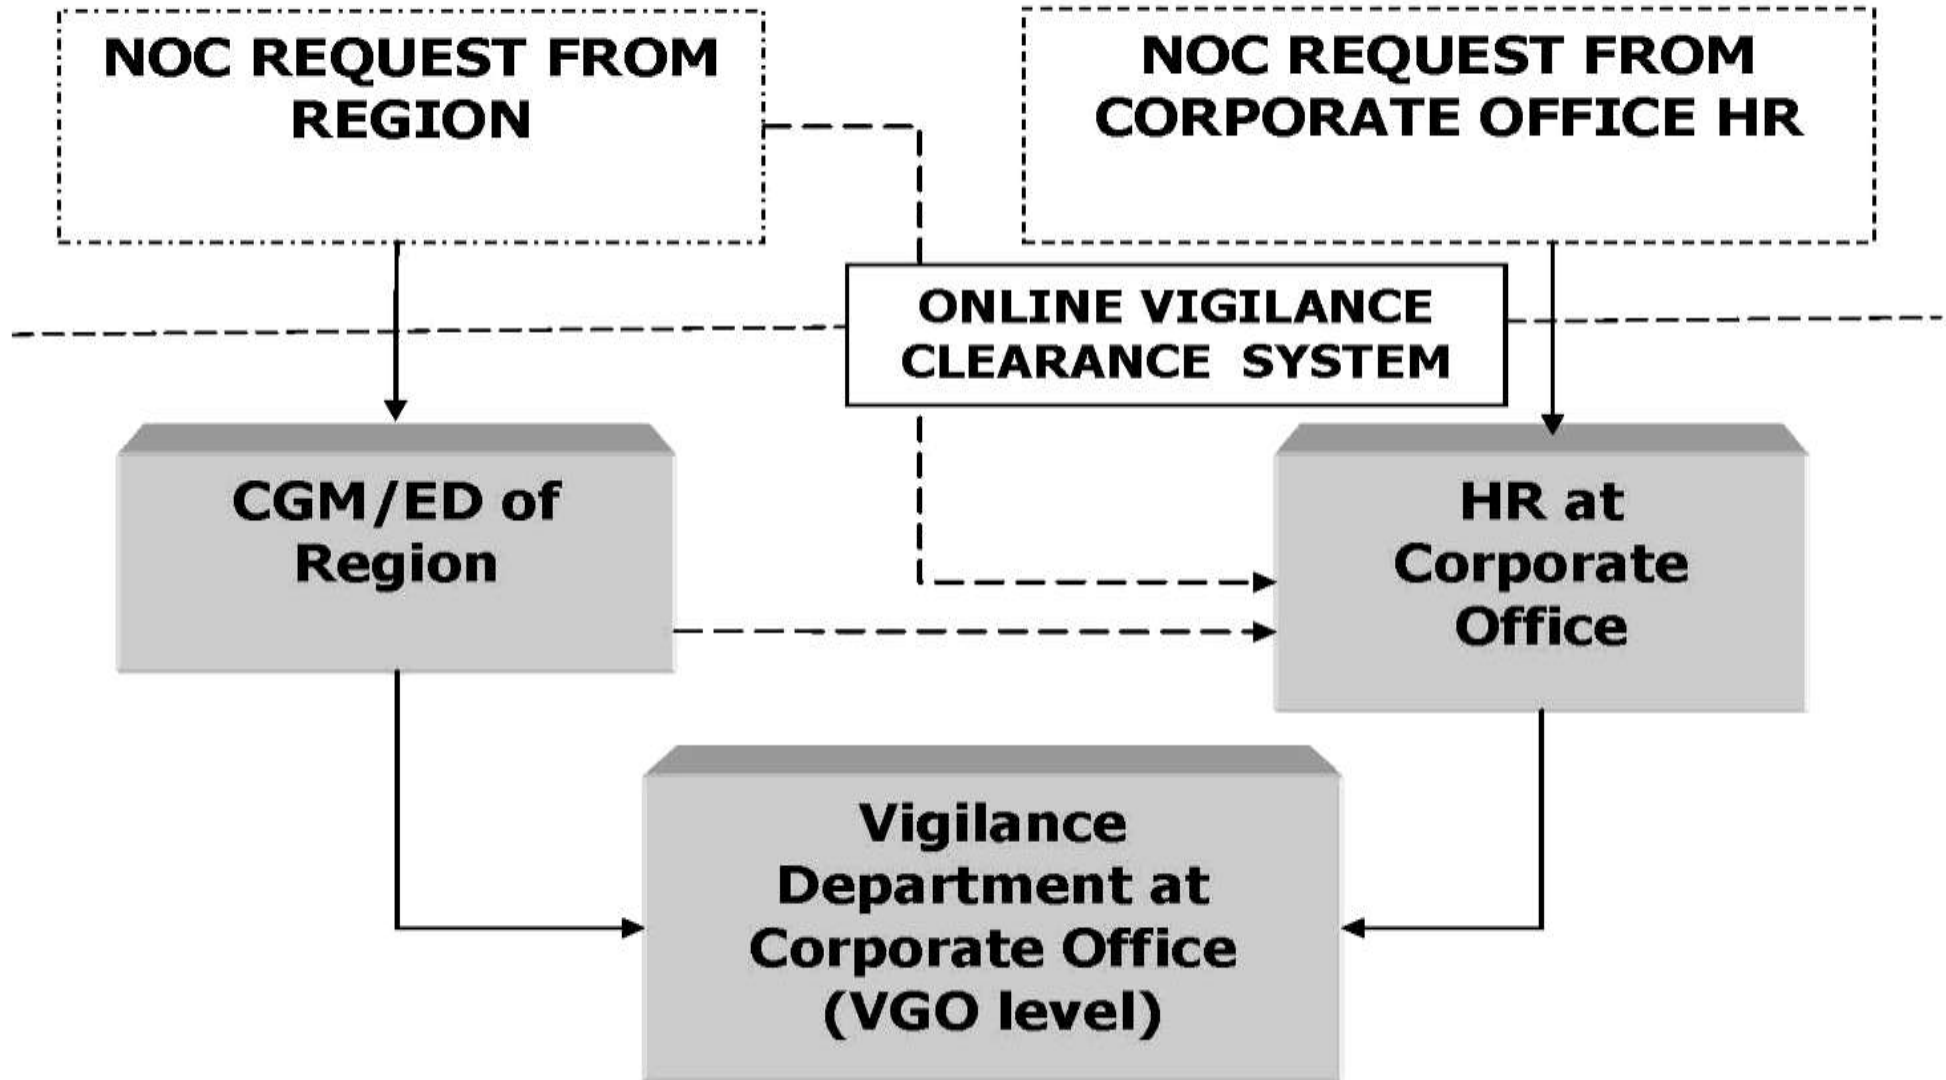 NOC REQUEST FROM
REGION
NOC REQUEST FROM
CORPORATE OFFICE HR
ONLINE VIGILANCE
CLEARANCE SYSTEM
CGM/ED of
Region
HR at
Corporate
Office
Vigilance
Department at
Corporate Office
(VGO level)